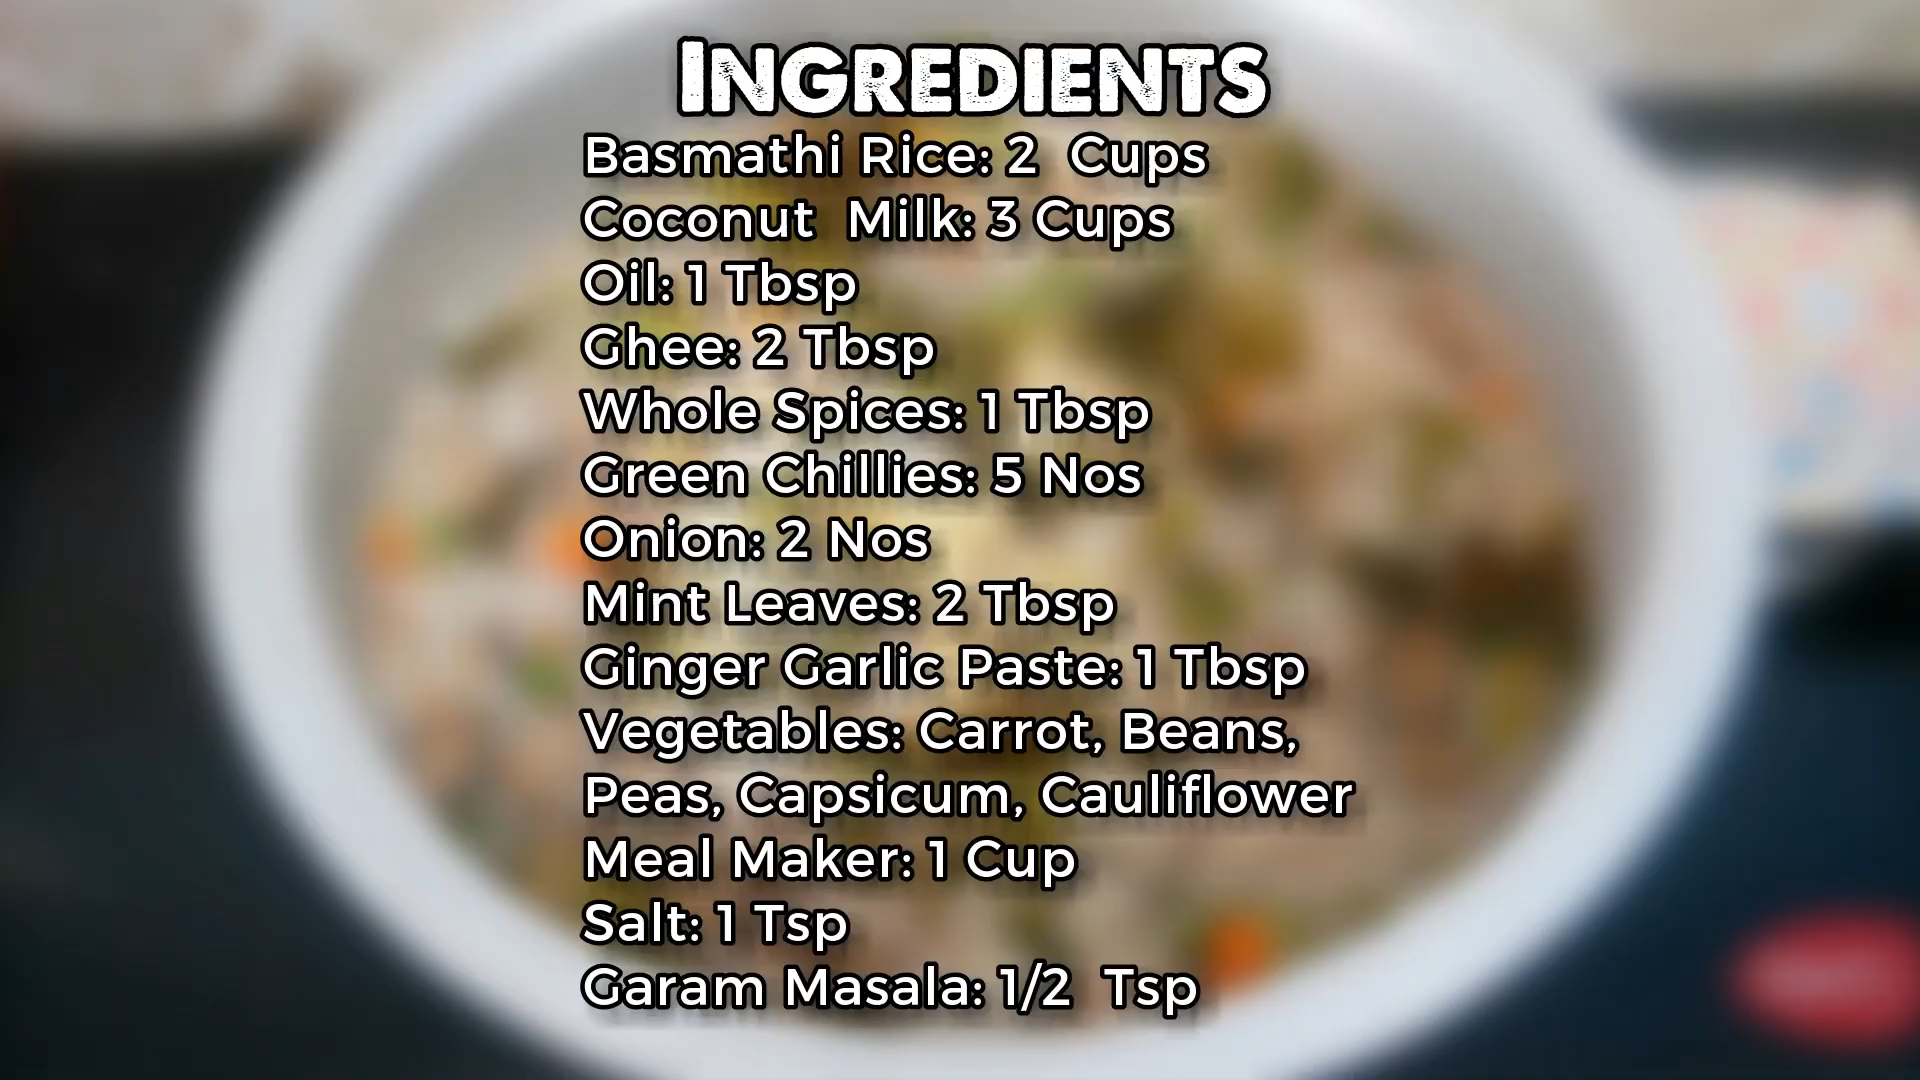 INGREDIENTS
Basmathi Rice: 2 Cups
Coconut Milk: 3 Cups
Oil: 1 Tbsp
Ghee: 2 Tbsp
Whole Spices: 1 Tbsp
Green Chillies: 5 Nos
Onion: 2 Nos
Mint Leaves: 2 Tbsp
Ginger Garlic Paste: 1 Tbsp
Vegetables: Carrot, Beans,
Peas, Capsicum, Cauliflower
Meal Maker: 1 Cup
Salt: 1 Tsp
Garam Masala: 1/2 Tsp